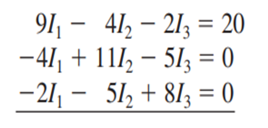 9I₁ − 4I₂ − 2I₃ = 20
−4I₁ + 11I₂ − 5I₃ = 0
−2I₁ − 5I₂ + 8I₃ = 0